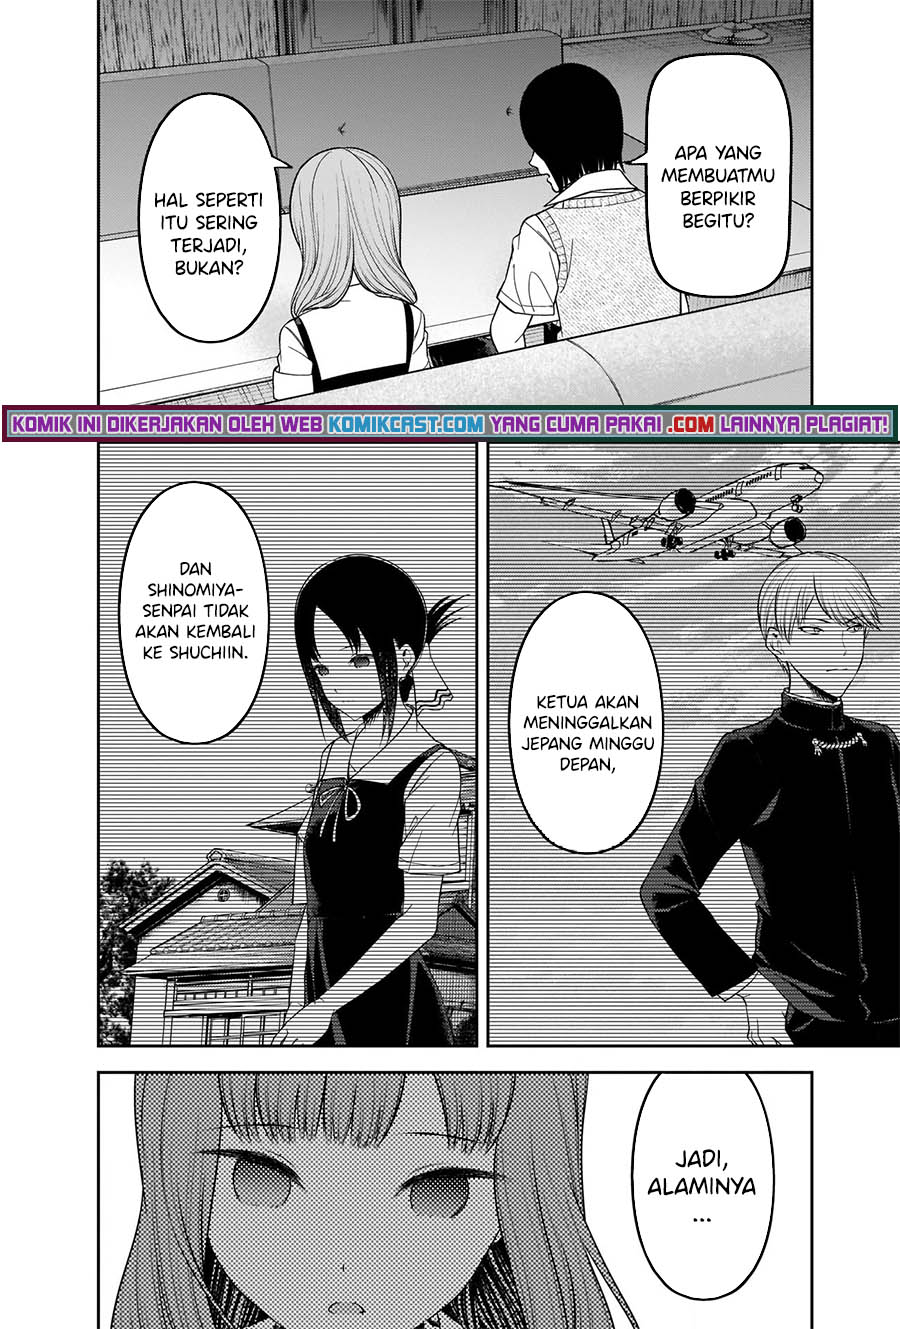 APA YANG
MEMBUATMU
BERPIKIR
BEGITU?
HAL SEPERTI
ITU SERING
TERJADI,
BUKAN?
KOMIK INI DIKERJAKAN OLEH WEB KOMIKCAST.COM YANG CUMA PAKAI .COM LAINNYA PLAGIAT!
KETUA AKAN
MENINGGALKAN
JEPANG MINGGU
DEPAN,
DAN
SHINOMIYA-
SENPAI TIDAK
AKAN KEMBALI
KE SHUCHIIN.
JADI,
ALAMINYA
...